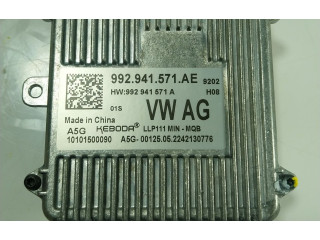 992.941.571.AE 9202
HW:992 941 571 A H08
01S
Made in China VW AG
A5G KEBODA® LLP111 MIN - MQB
10101500090 A5G- 00125.05.2242130776